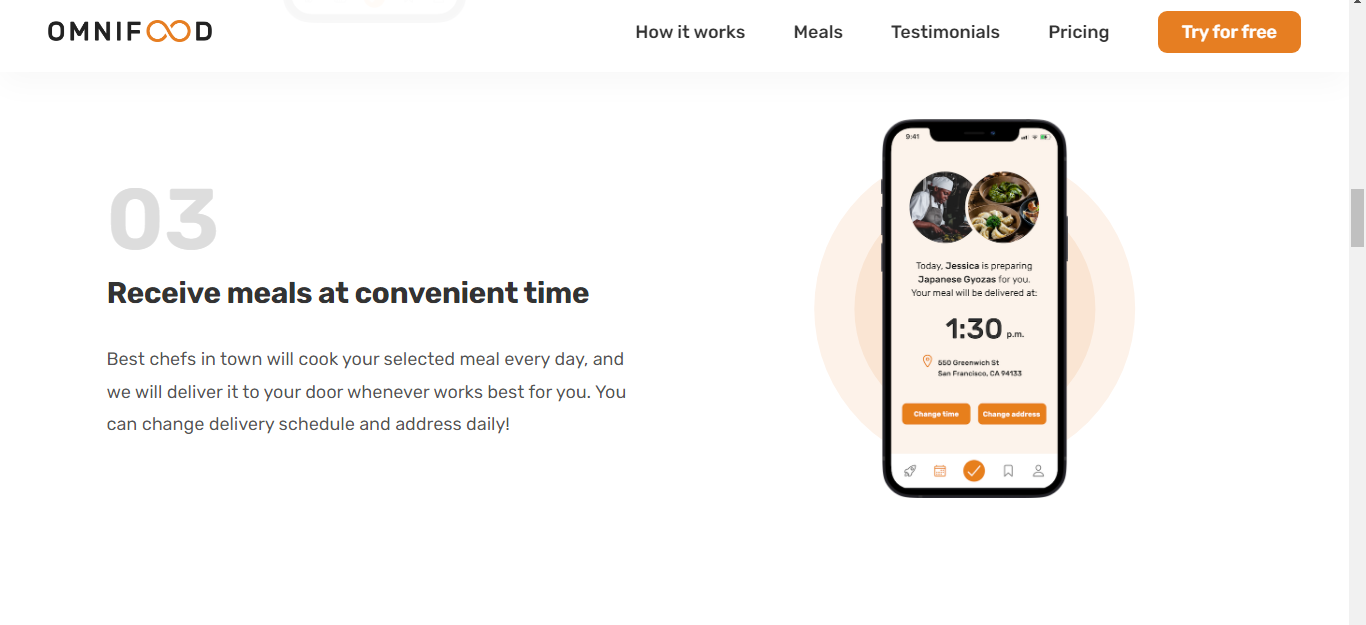 OMNIFOOD
How it works
Meals
Testimonials
Pricing
Try for free
03
Receive meals at convenient time
Best chefs in town will cook your selected meal every day, and
we will deliver it to your door whenever works best for you. You
can change delivery schedule and address daily!
9:41
Today, Jessica is preparing
Japanese Gyozas for you.
Your meal will be delivered at:
1:30 p.m.
550 Greenwich St
San Francisco, CA 94133
Change time
Change address